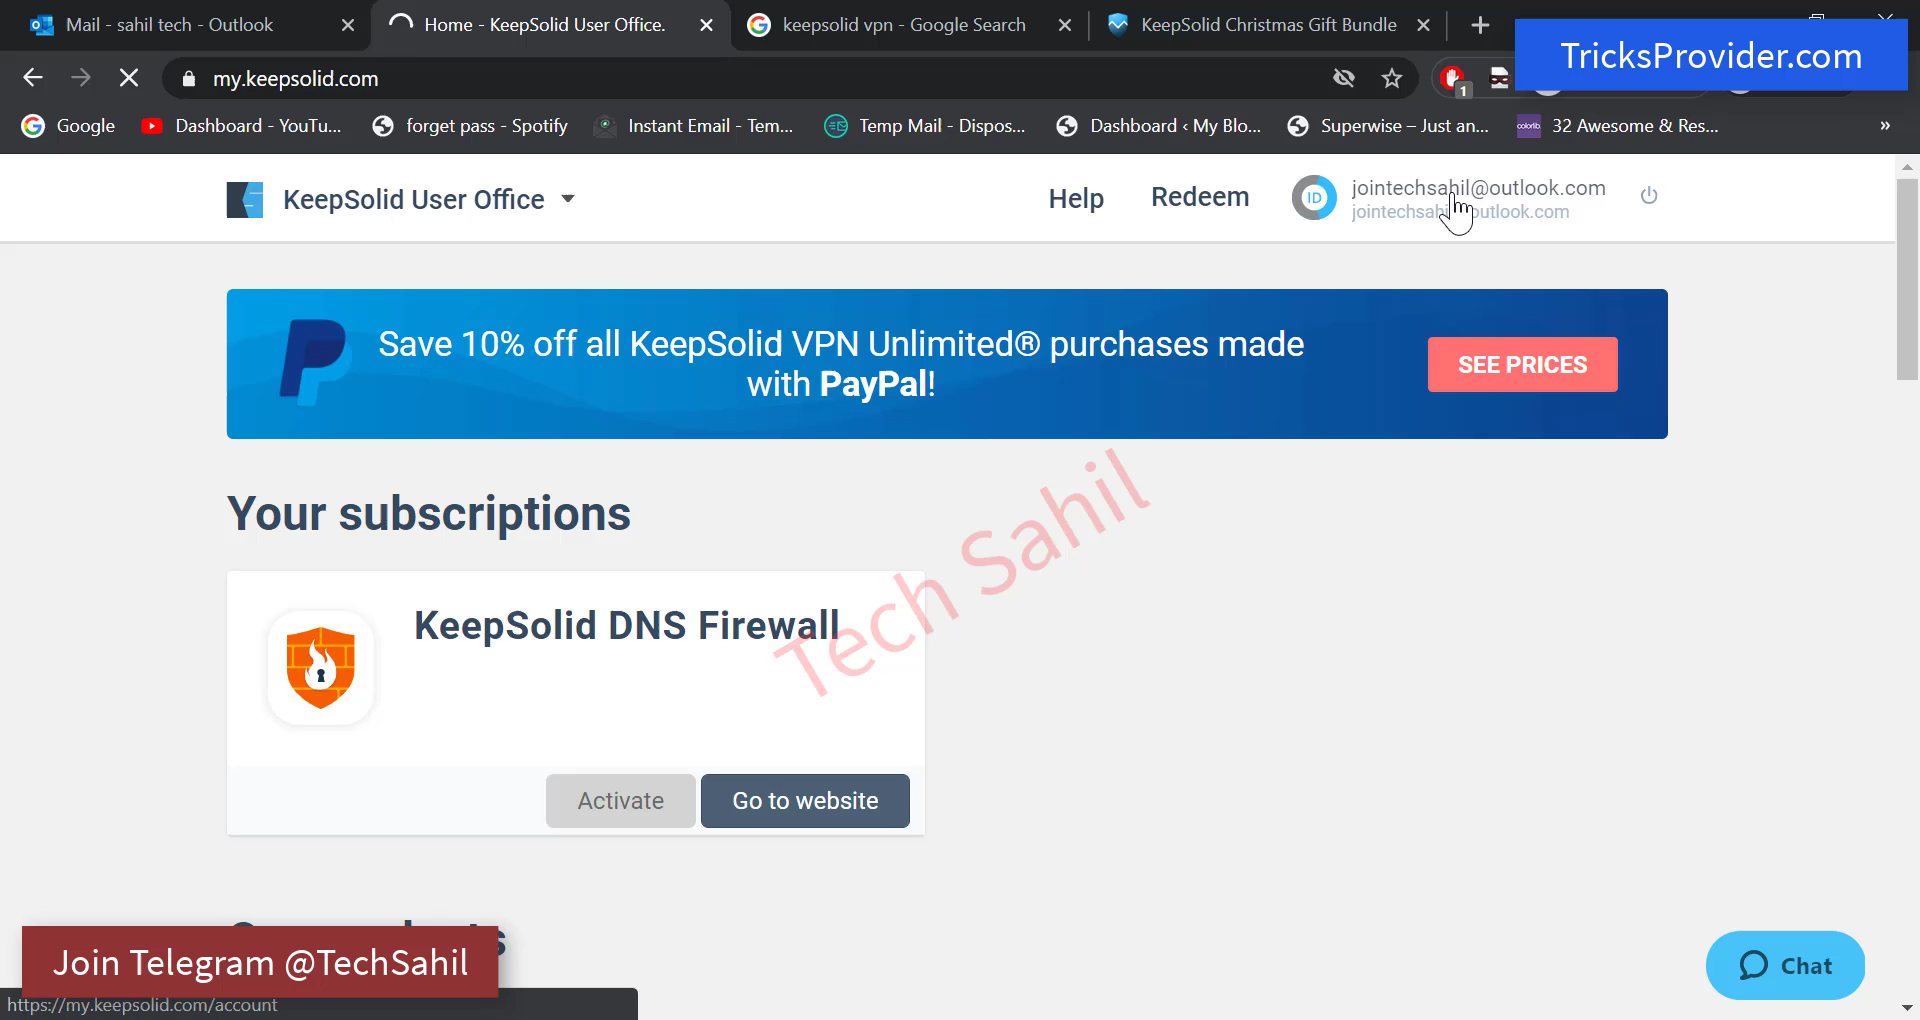 Mail - sahil tech - Outlook
Home - KeepSolid User Office.
keepsolid vpn - Google Search
KeepSolid Christmas Gift Bundle
TricksProvider.com
my.keepsolid.com
1
Google
Dashboard - YouTu...
forget pass - Spotify
Instant Email - Tem...
Temp Mail - Dispos...
Dashboard ‹ My Blo...
Superwise – Just an...
colorlib
32 Awesome & Res...
»
KeepSolid User Office
Help
Redeem
ID
jointechsahil@outlook.com
Save 10% off all KeepSolid VPN Unlimited® purchases made
with PayPal!
SEE PRICES
Your subscriptions
KeepSolid DNS Firewall
Tech Sahil
Activate
Go to website
Join Telegram @TechSahil
Chat
https://my.keepsolid.com/account